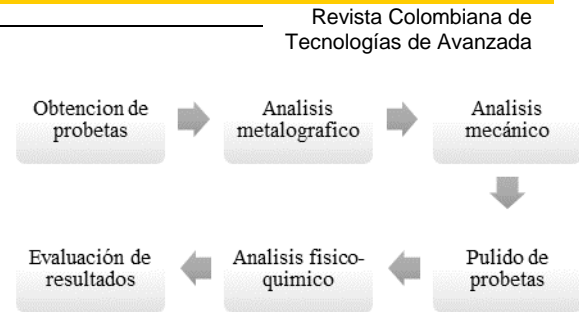 Revista Colombiana de
Tecnologías de Avanzada
Obtencion de
probetas
Analisis
metalografico
Analisis
mecánico
Pulido de
probetas
Analisis fisico-
quimico
Evaluación de
resultados